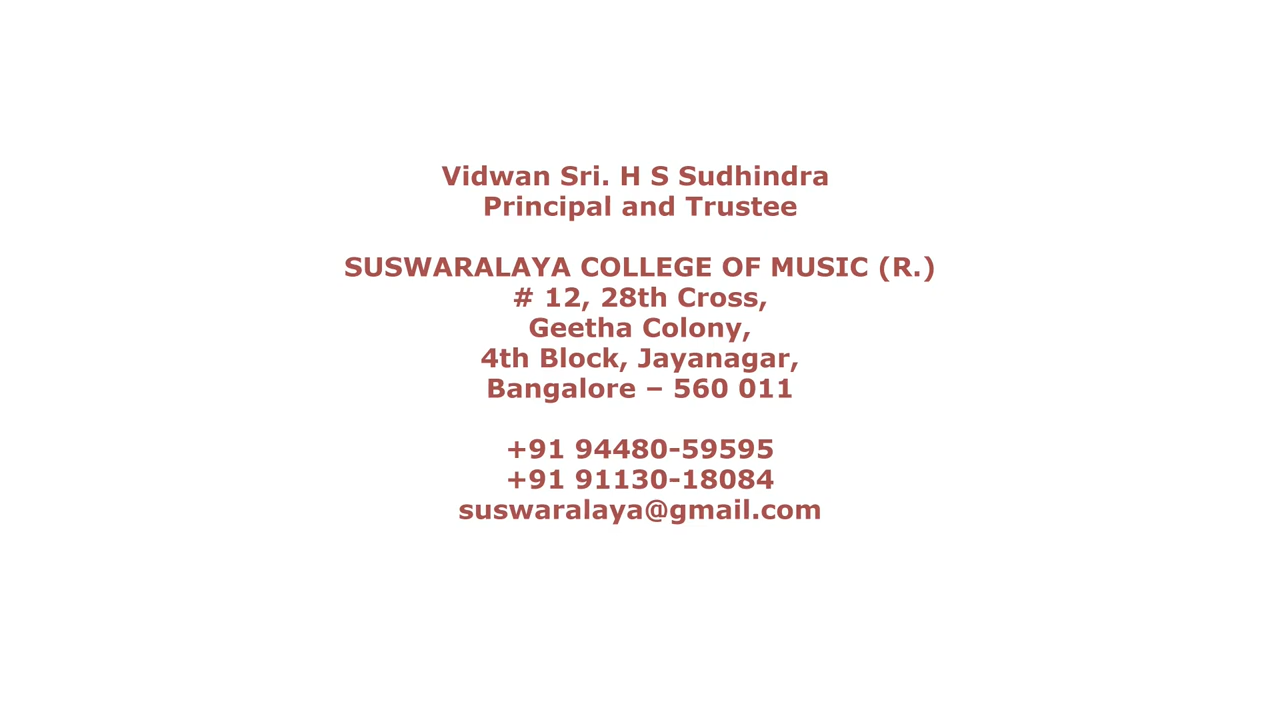 Vidwan Sri. H S Sudhindra
Principal and Trustee
SUSWARALAYA COLLEGE OF MUSIC (R.)
# 12, 28th Cross,
Geetha Colony,
4th Block, Jayanagar,
Bangalore – 560 011
+91 94480-59595
+91 91130-18084
suswaralaya@gmail.com